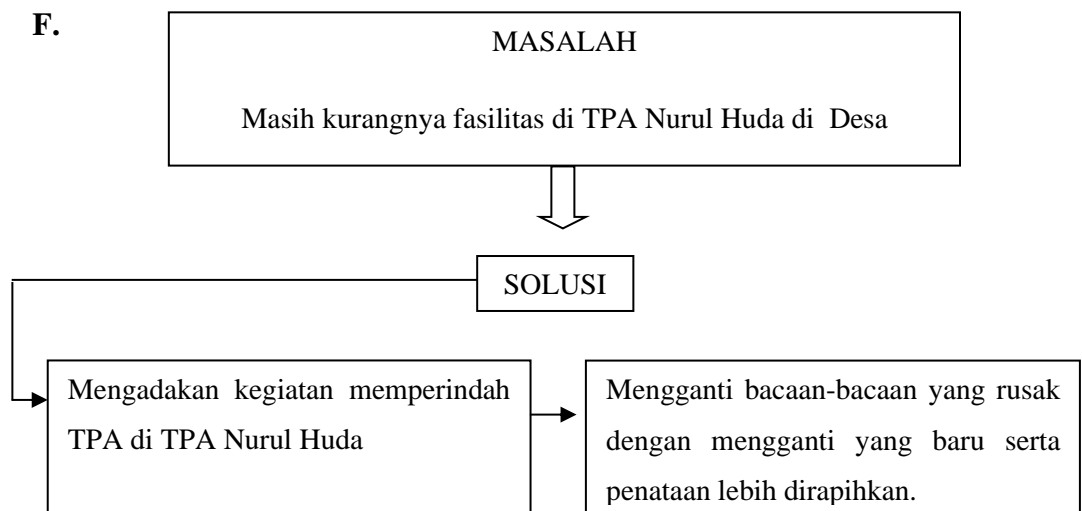 F.
MASALAH
Masih kurangnya fasilitas di TPA Nurul Huda di Desa
SOLUSI
Mengadakan kegiatan memperindah
TPA di TPA Nurul Huda
Mengganti bacaan-bacaan yang rusak
dengan mengganti yang baru serta
penataan lebih dirapihkan.